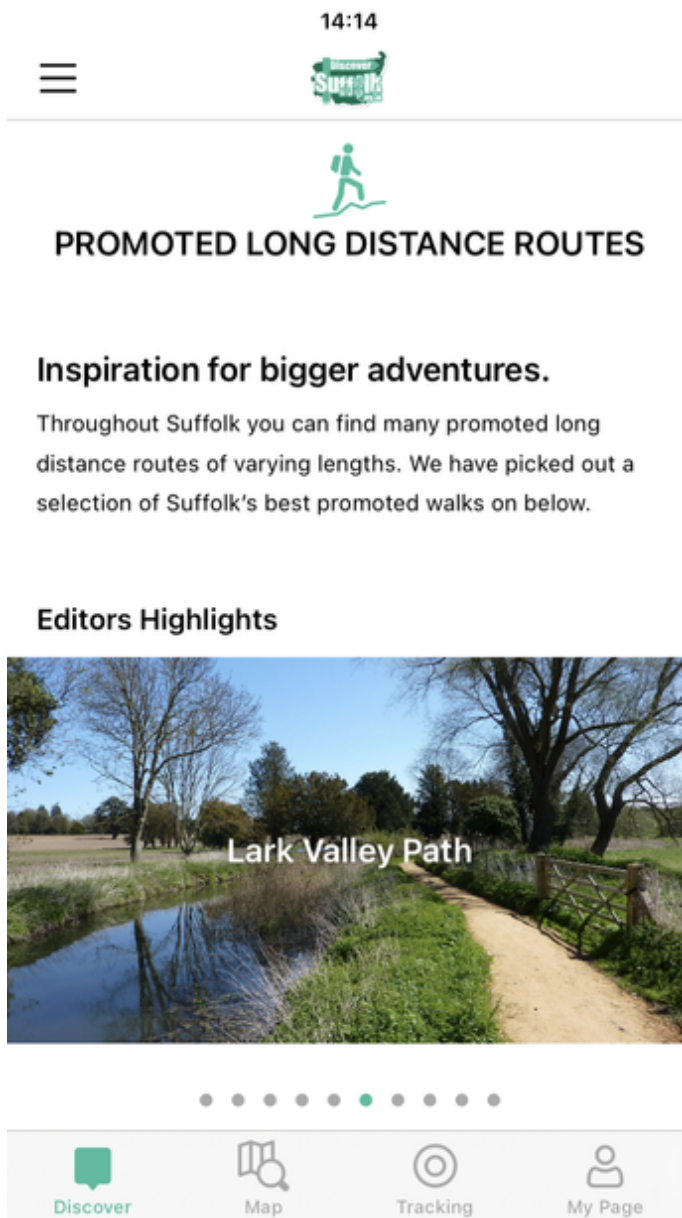 14:14
Discover
Suffolk
PROMOTED LONG DISTANCE ROUTES
Inspiration for bigger adventures.
Throughout Suffolk you can find many promoted long
distance routes of varying lengths. We have picked out a
selection of Suffolk's best promoted walks on below.
Editors Highlights
Lark Valley Path
Discover
Map
Tracking
My Page